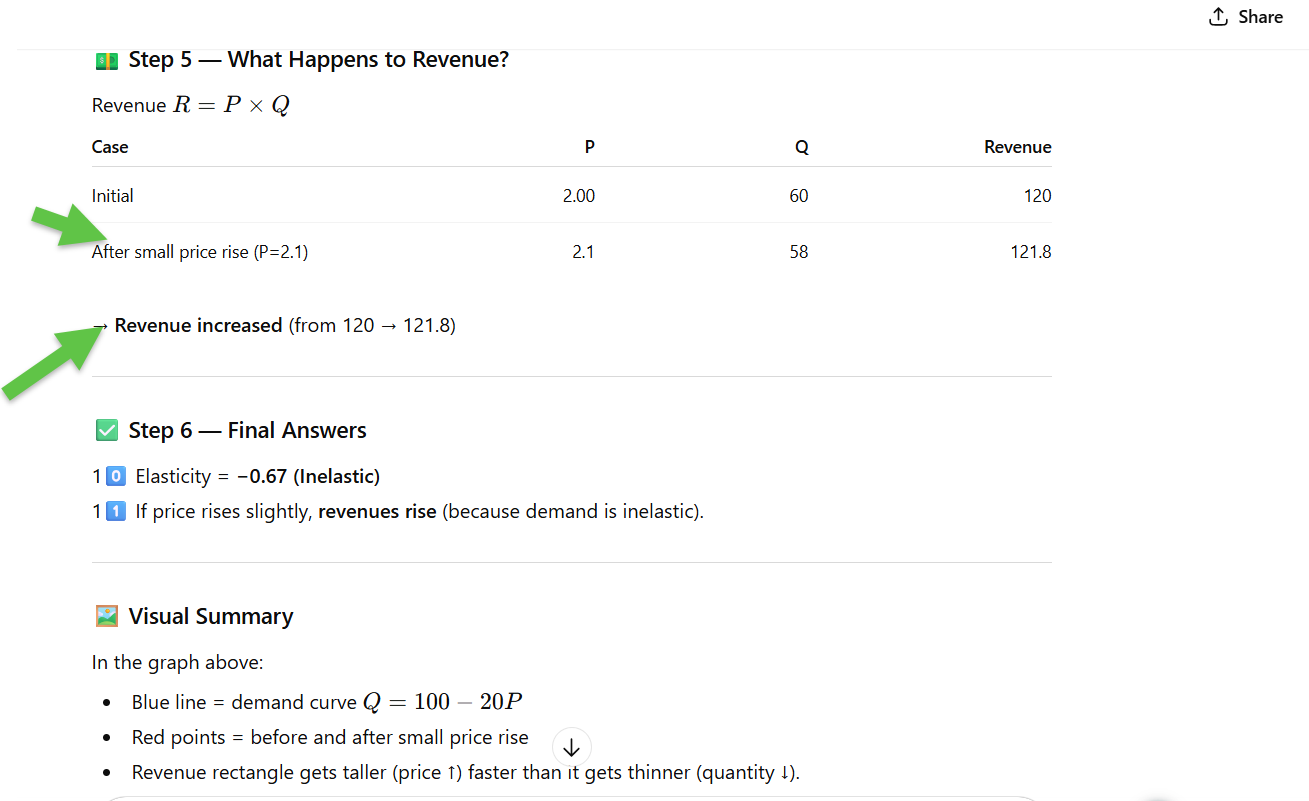 Share
💵 Step 5 — What Happens to Revenue?
Revenue R = P × Q
Case P Q Revenue
Initial 2.00 60 120
After small price rise (P=2.1) 2.1 58 121.8
→ Revenue increased (from 120 → 121.8)
✅ Step 6 — Final Answers
1 0️⃣ Elasticity = −0.67 (Inelastic)
1 1️⃣ If price rises slightly, revenues rise (because demand is inelastic).
🖼️ Visual Summary
In the graph above:
• Blue line = demand curve Q = 100 − 20P
• Red points = before and after small price rise
• Revenue rectangle gets taller (price ↑) faster than it gets thinner (quantity ↓).